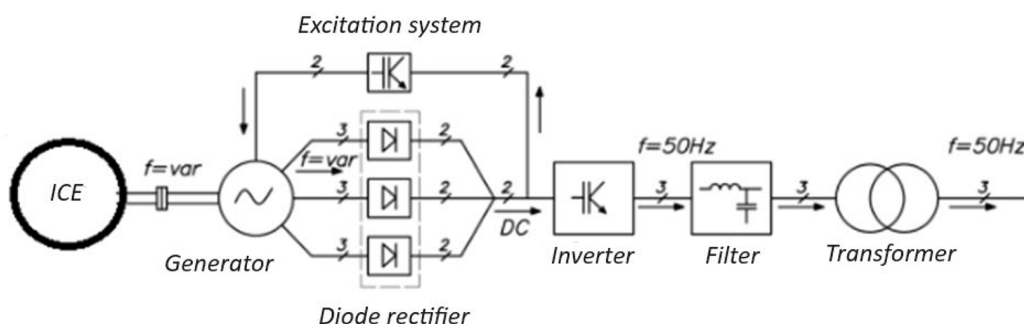 Excitation system
2
2
3
2
f=var
f=var
f=50Hz
f=50Hz
ICE
3
2
2
3
3
3
DC
3
2
Generator
Inverter
Filter
Transformer
Diode rectifier